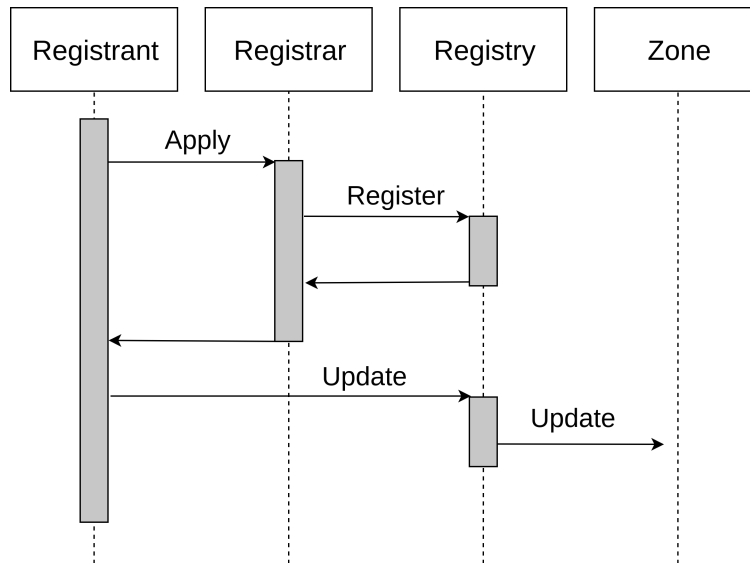 Registrant
Registrar
Registry
Zone
Apply
Register
Update
Update